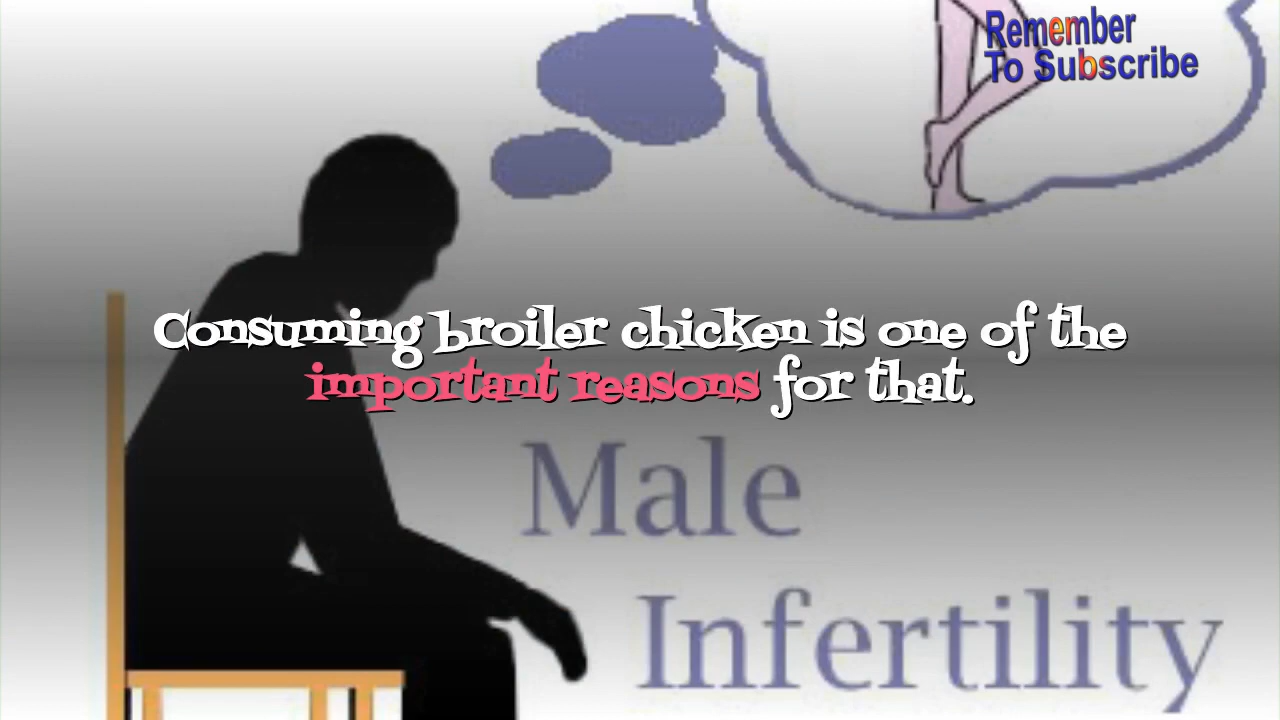 Remember
To Subscribe
Consuming broiler chicken is one of the
important reasons for that.
Male
Infertility